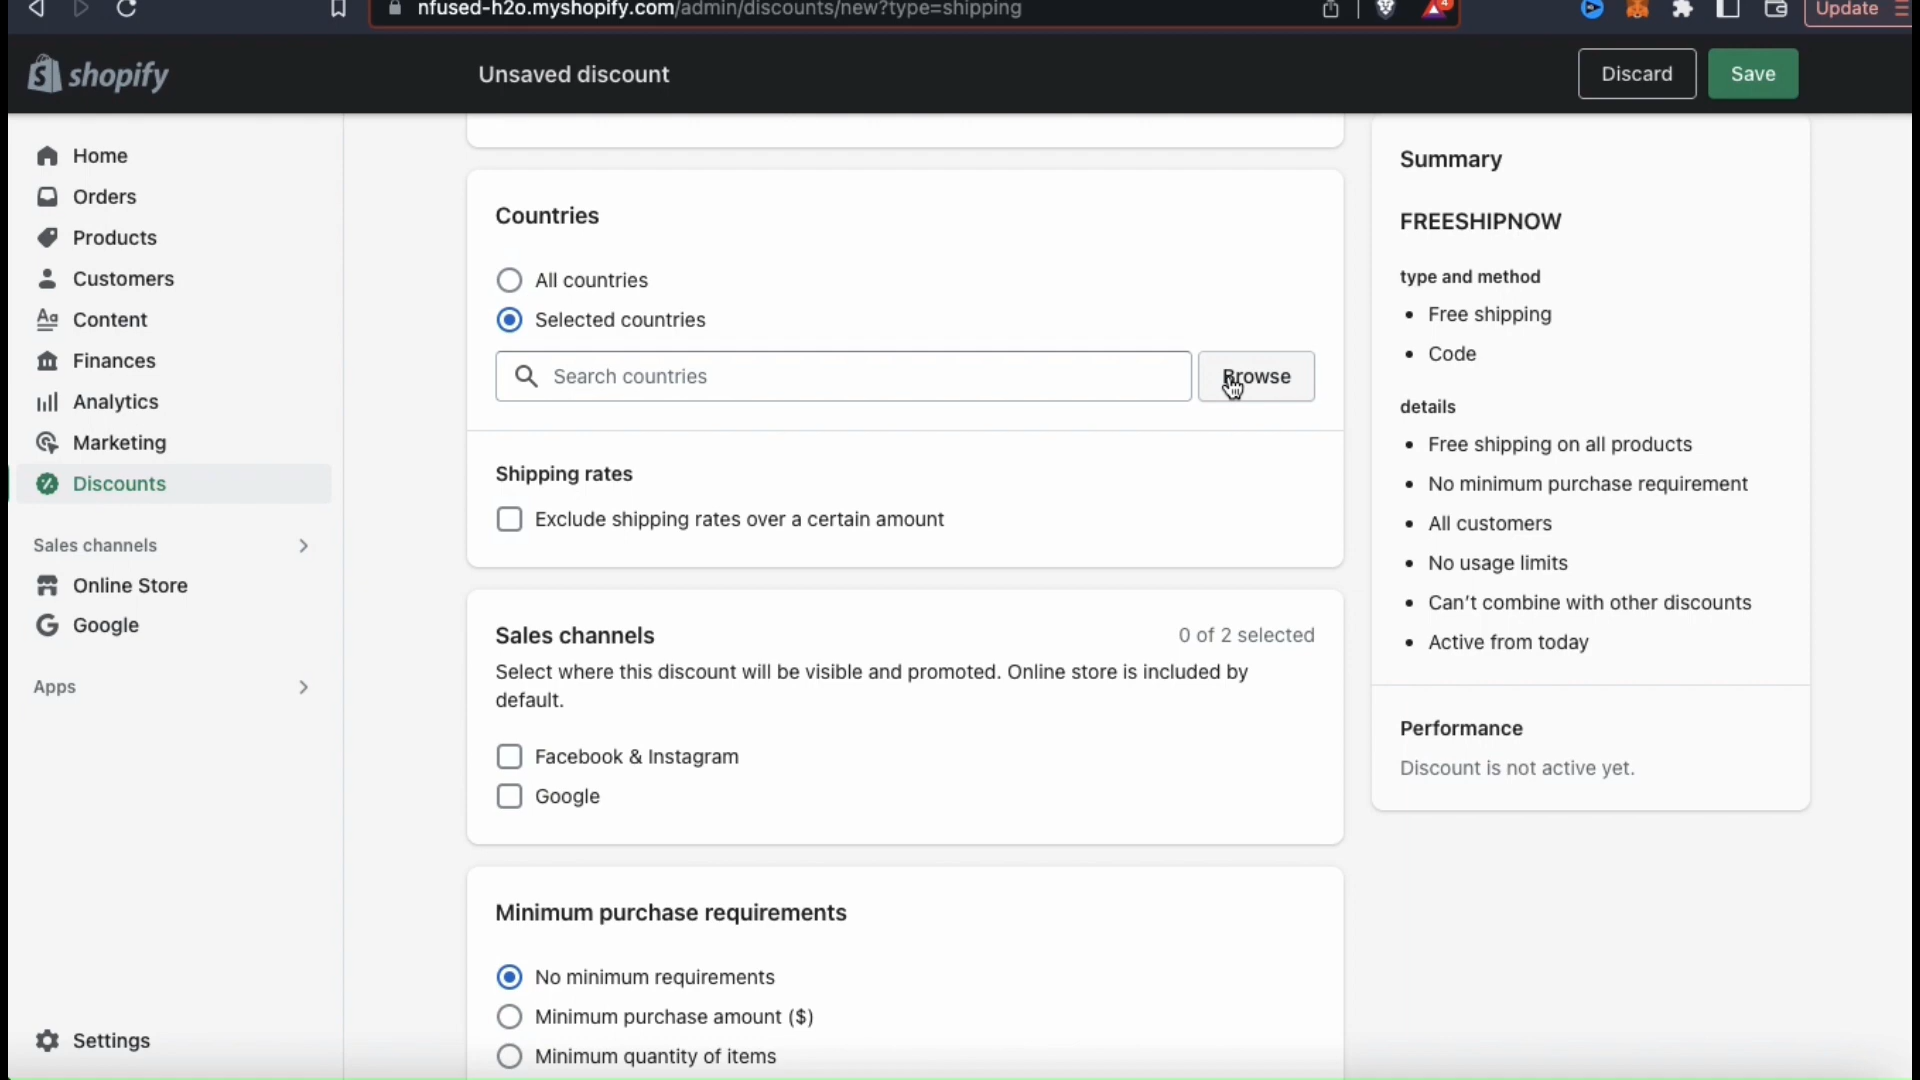 nfused-h2o.myshopify.com/admin/discounts/new?type=shipping
4
Update
shopify
Unsaved discount
Discard
Save
Home
Orders
Products
Customers
Content
Finances
Analytics
Marketing
Discounts
Sales channels
Online Store
Google
Apps
Settings
Countries
All countries
Selected countries
Search countries
Browse
Shipping rates
Exclude shipping rates over a certain amount
Sales channels
0 of 2 selected
Select where this discount will be visible and promoted. Online store is included by
default.
Facebook & Instagram
Google
Minimum purchase requirements
No minimum requirements
Minimum purchase amount ($)
Minimum quantity of items
Summary
FREESHIPNOW
type and method
• Free shipping
• Code
details
• Free shipping on all products
• No minimum purchase requirement
• All customers
• No usage limits
• Can't combine with other discounts
• Active from today
Performance
Discount is not active yet.